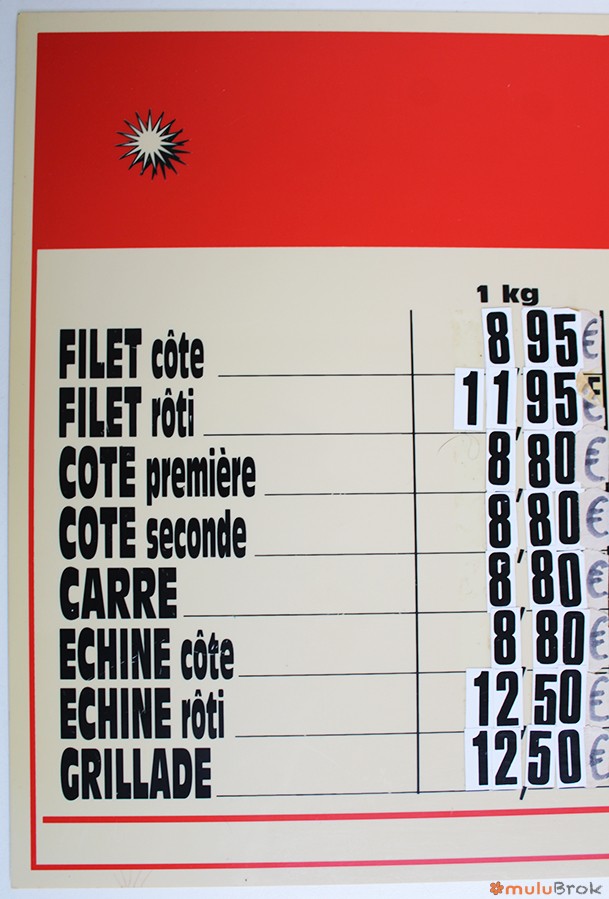 1 kg
FILET côte 8,95 €
FILET rôti 11,95 €
COTE première 8,80 €
COTE seconde 8,80 €
CARRE 8,80 €
ECHINE côte 8,80 €
ECHINE rôti 12,50 €
GRILLADE 12,50 €
muluBrok